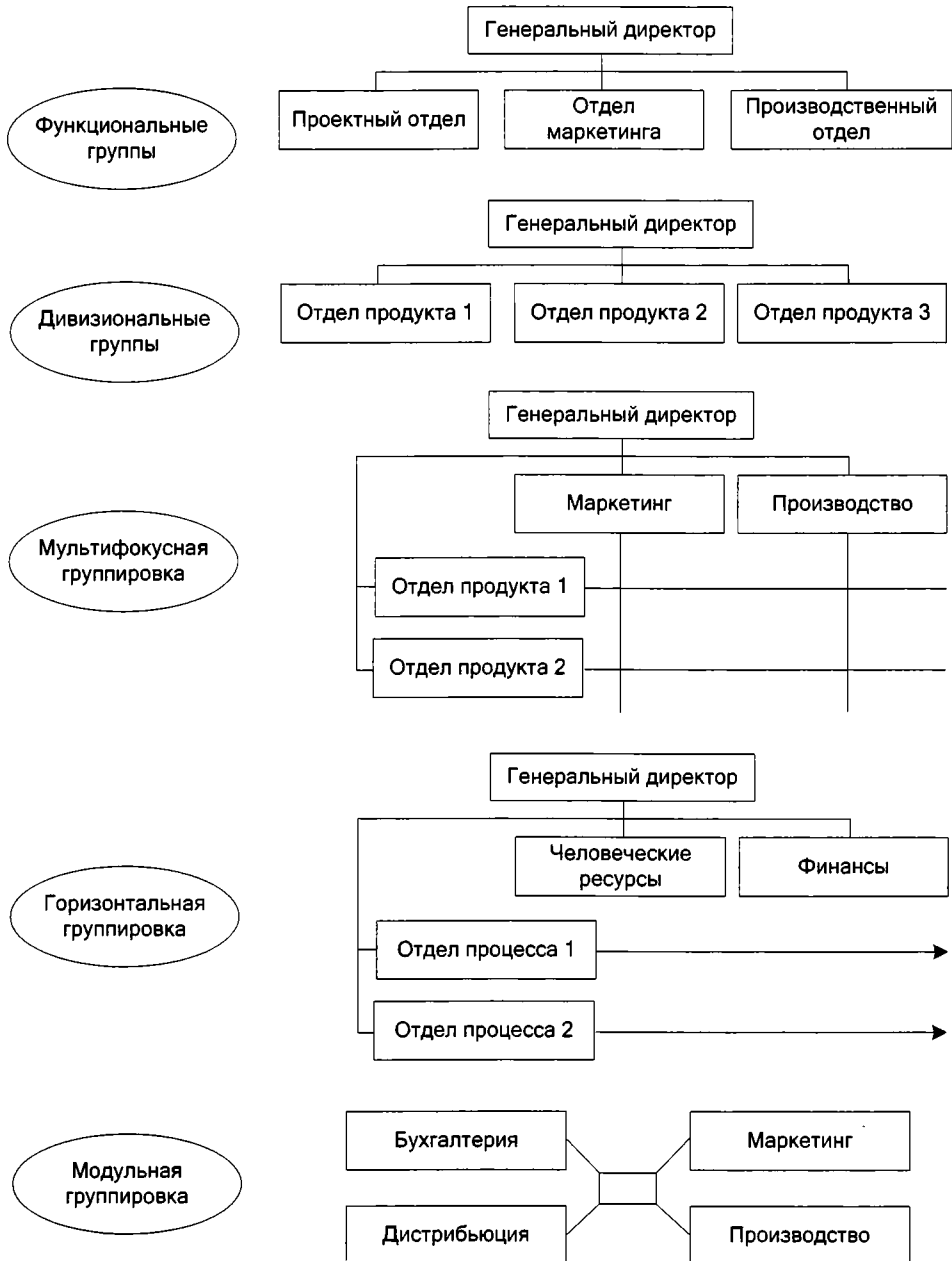 Генеральный директор
Функциональные
группы
Проектный отдел
Отдел
маркетинга
Производственный
отдел
Генеральный директор
Дивизиональные
группы
Отдел продукта 1
Отдел продукта 2
Отдел продукта 3
Генеральный директор
Мультифокусная
группировка
Маркетинг
Производство
Отдел продукта 1
Отдел продукта 2
Генеральный директор
Горизонтальная
группировка
Человеческие
ресурсы
Финансы
Отдел процесса 1
Отдел процесса 2
Модульная
группировка
Бухгалтерия
Маркетинг
Дистрибьюция
Производство